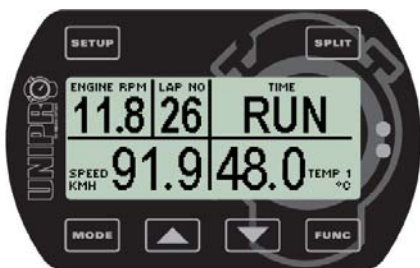 SETUP SPLIT
ENGINE RPM LAP NO TIME
11.8 26 RUN
UNIPRO
SPEED KMH 91.9 48.0 TEMP 1 °C
MODE FUNC